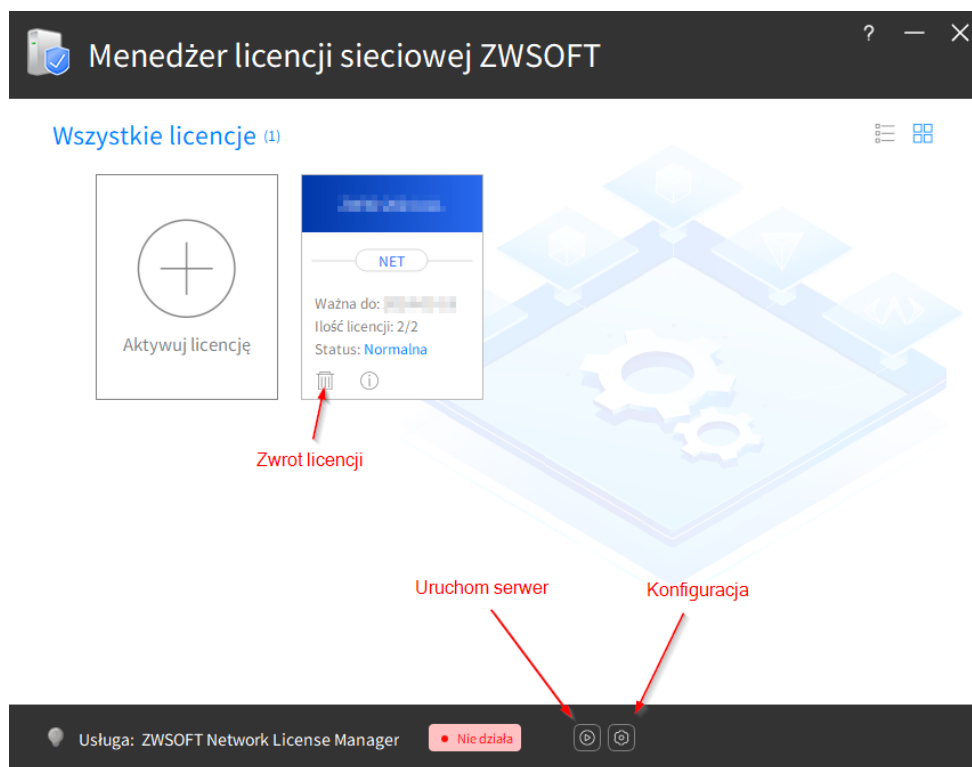 Menedżer licencji sieciowej ZWSOFT
?
Wszystkie licencje (1)
NET
Ważna do:
Ilość licencji: 2/2
Aktywuj licencję
Status: Normalna
Zwrot licencji
Uruchom serwer
Konfiguracja
Usługa: ZWSOFT Network License Manager
Nie działa